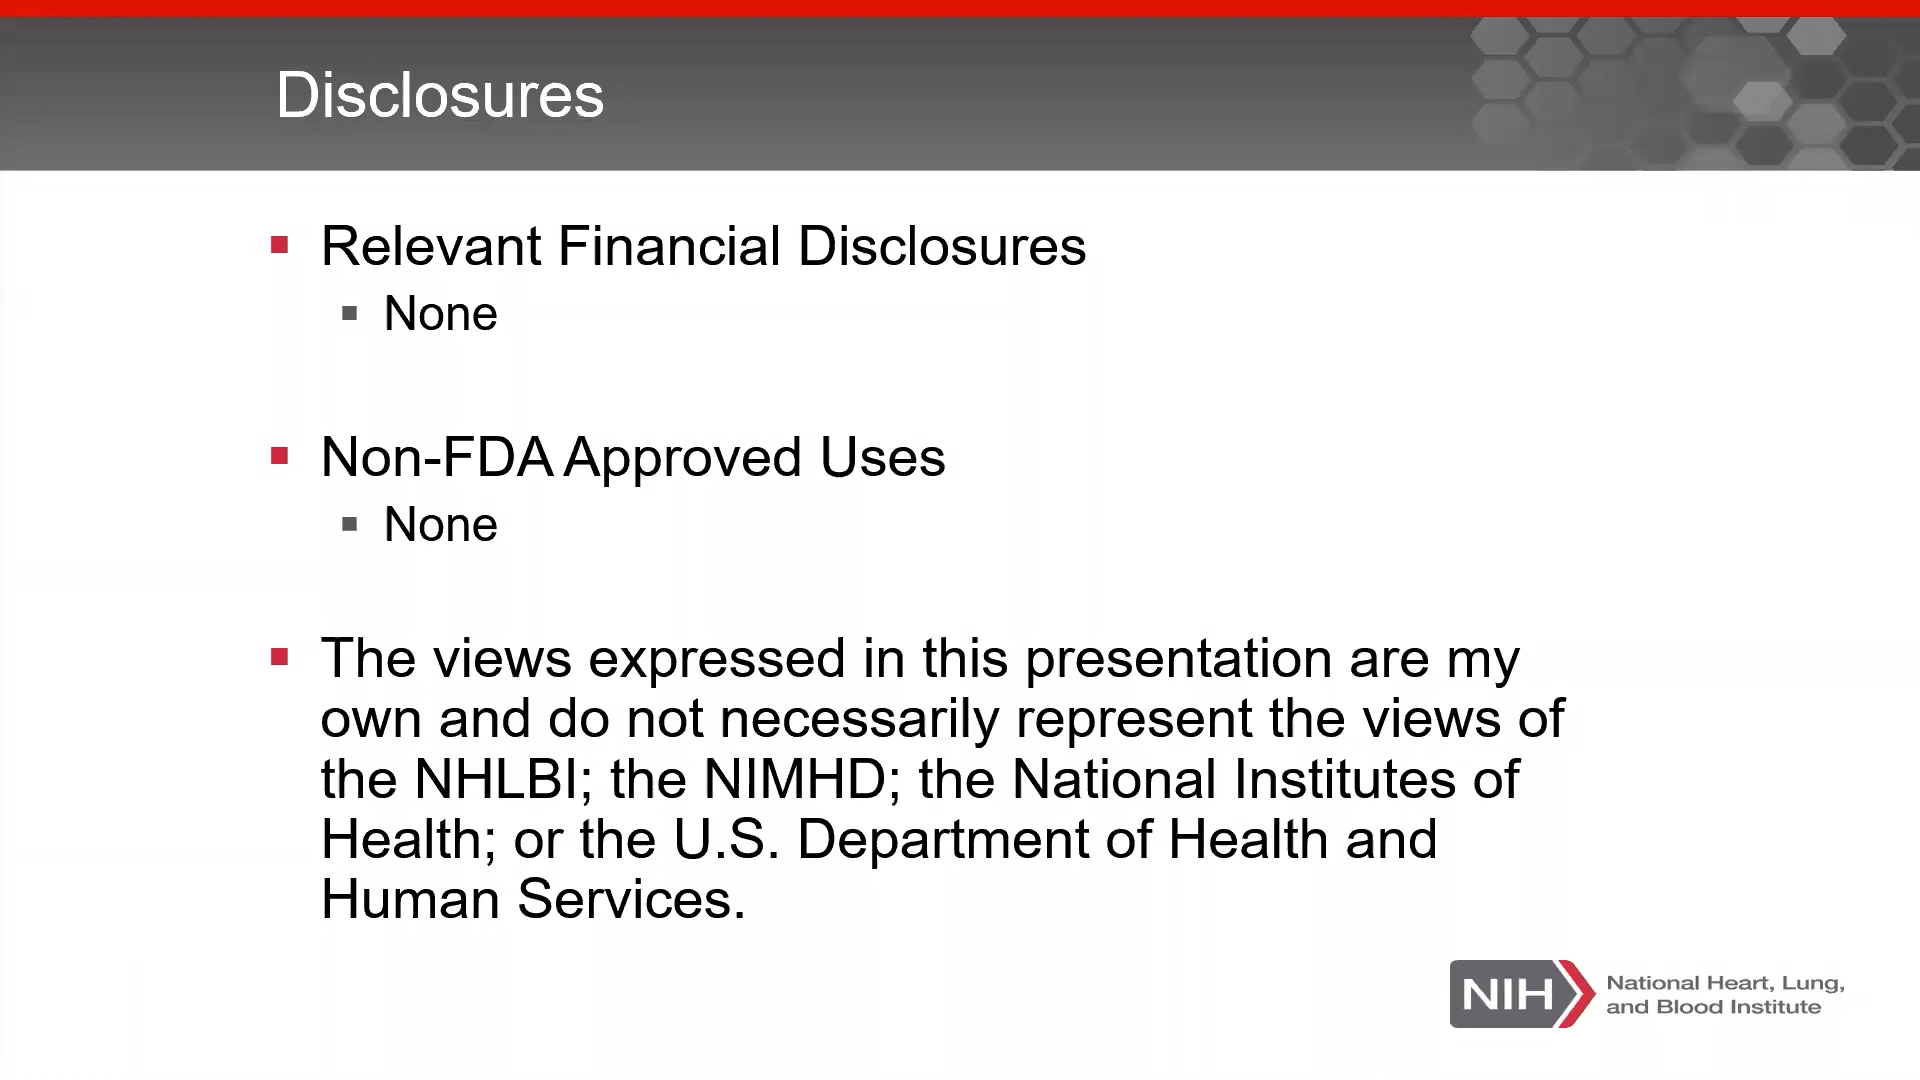 Disclosures
Relevant Financial Disclosures
None
Non-FDA Approved Uses
None
The views expressed in this presentation are my
own and do not necessarily represent the views of
the NHLBI; the NIMHD; the National Institutes of
Health; or the U.S. Department of Health and
Human Services.
NIH
National Heart, Lung,
and Blood Institute